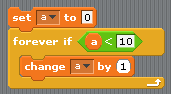 set a to 0
forever if a < 10
change a by 1